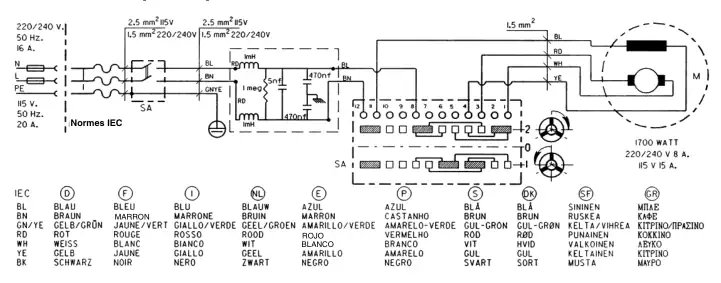 220/240 V.
50 Hz.
16 A.
N
L
PE
115 V.
50 Hz.
20 A.
Normes IEC
2.5 mm² 115V
1.5 mm² 220/240V
2.5 mm² 115V
1.5 mm² 220/240V
SA
BL
BN
GNYE
RD
1mH
5nf
1 meg
470nf
RD
470nf
1mH
BL
BN
1.5 mm²
BL
RD
WH
YE
M
12 11 10 9 8 7 6 5 4 3 2 1
2
0
1
SA
1700 WATT
220/240 V 8 A.
115 V 15 A.
IEC D F I NL E P S DK SF GR
BL BLAU BLEU BLU BLAUW AZUL AZUL BLÅ BLÅ SININEN ΜΠΛΕ
BN BRAUN MARRON MARRONE BRUIN MARRON CASTANHO BRUN BRUN RUSKEA ΚΑΦΕ
GN/YE GELB/GRÜN JAUNE/VERT GIALLO/VERDE GEEL/GROEN AMARILLO/VERDE AMARELO-VERDE GUL-GRÖN GUL-GRØN KELTA/VIHREA ΚΙΤΡΙΝΟ/ΠΡΑΣΙΝΟ
RD ROT ROUGE ROSSO ROOD ROJO VERMELHO RÖD RØD PUNAINEN ΚΟΚΚΙΝΟ
WH WEISS BLANC BIANCO WIT BLANCO BRANCO VIT HVID VALKOINEN ΛΕΥΚΟ
YE GELB JAUNE GIALLO GEEL AMARILLO AMARELO GUL GUL KELTAINEN ΚΙΤΡΙΝΟ
BK SCHWARZ NOIR NERO ZWART NEGRO NEGRO SVART SORT MUSTA ΜΑΥΡΟ